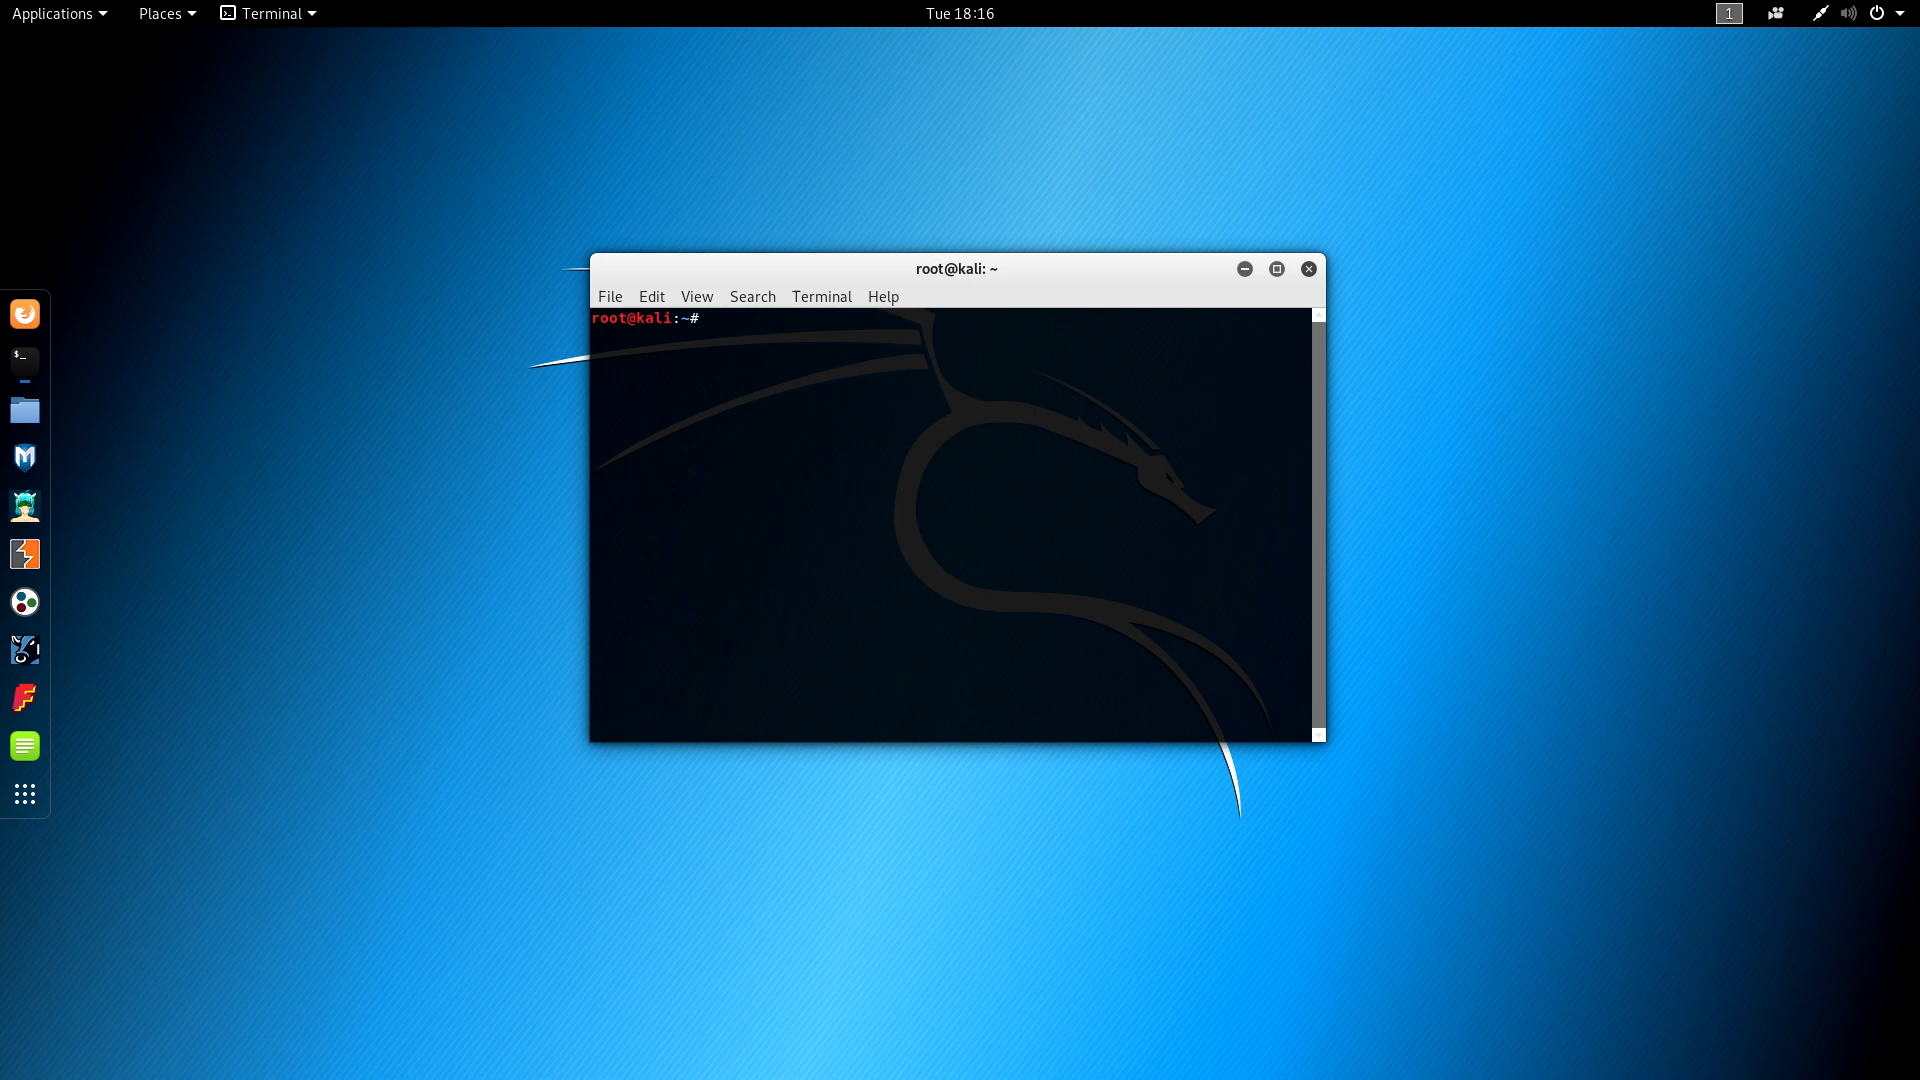 Applications Places Terminal Tue 18:16 1
root@kali: ~
File Edit View Search Terminal Help
root@kali:~#
$_